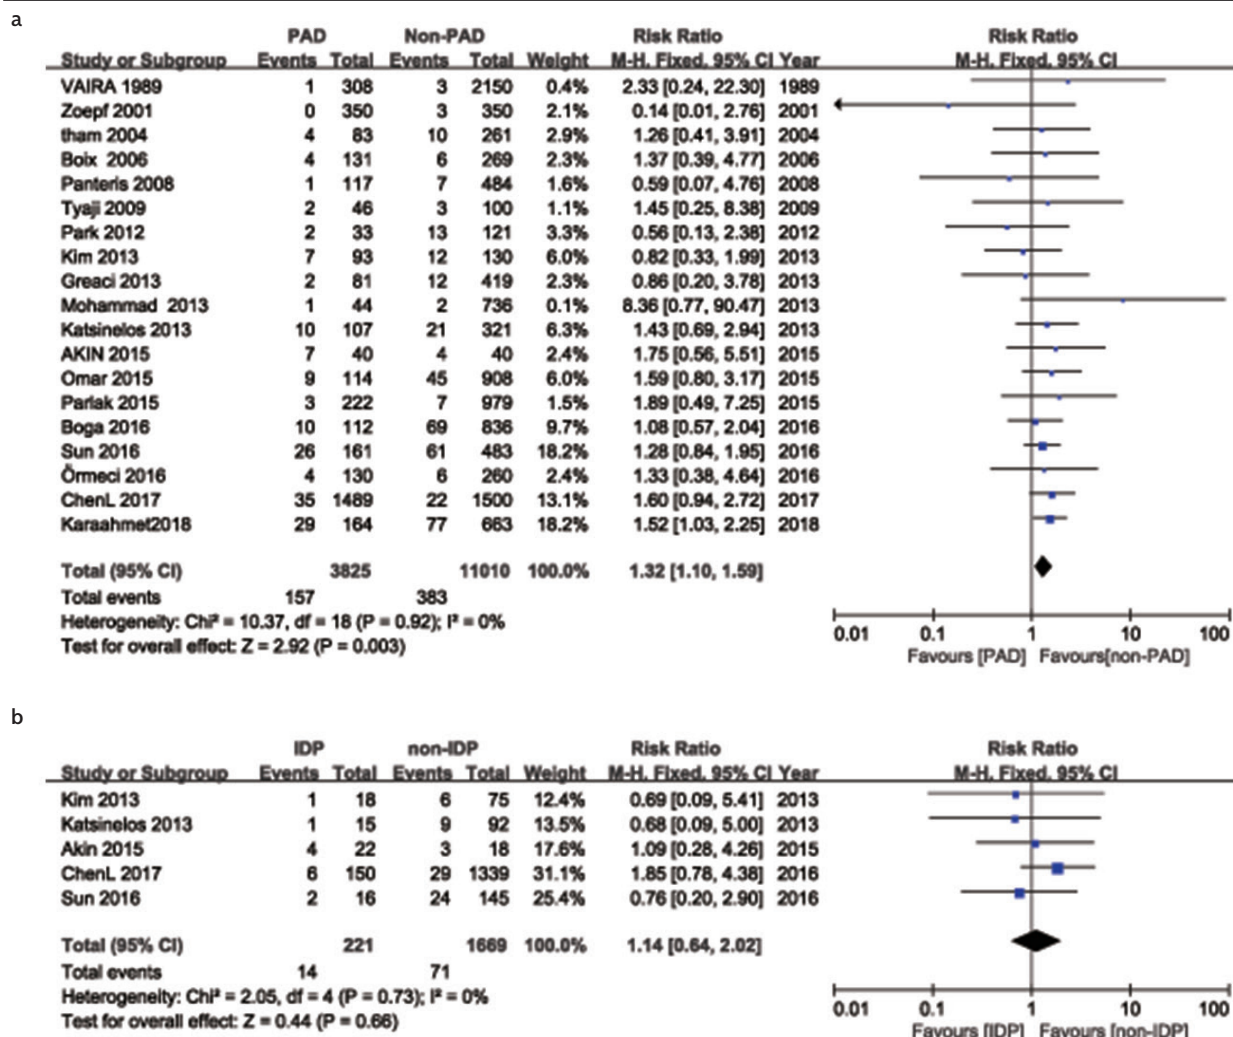 a
PAD Non-PAD Risk Ratio Risk Ratio
Study or Subgroup Events Total Events Total Weight M-H. Fixed. 95% CI Year M-H. Fixed. 95% CI
VAIRA 1989 1 308 3 2150 0.4% 2.33 [0.24, 22.30] 1989
Zoepf 2001 0 350 3 350 2.1% 0.14 [0.01, 2.76] 2001
tham 2004 4 83 10 261 2.9% 1.26 [0.41, 3.91] 2004
Boix 2006 4 131 6 269 2.3% 1.37 [0.39, 4.77] 2006
Panteris 2008 1 117 7 484 1.6% 0.59 [0.07, 4.76] 2008
Tyaji 2009 2 46 3 100 1.1% 1.45 [0.25, 8.38] 2009
Park 2012 2 33 13 121 3.3% 0.56 [0.13, 2.38] 2012
Kim 2013 7 93 12 130 6.0% 0.82 [0.33, 1.99] 2013
Greaci 2013 2 81 12 419 2.3% 0.86 [0.20, 3.78] 2013
Mohammad 2013 1 44 2 736 0.1% 8.36 [0.77, 90.47] 2013
Katsinelos 2013 10 107 21 321 6.3% 1.43 [0.69, 2.94] 2013
AKIN 2015 7 40 4 40 2.4% 1.75 [0.56, 5.51] 2015
Omar 2015 9 114 45 908 6.0% 1.59 [0.80, 3.17] 2015
Parlak 2015 3 222 7 979 1.5% 1.89 [0.49, 7.25] 2015
Boga 2016 10 112 69 836 9.7% 1.08 [0.57, 2.04] 2016
Sun 2016 26 161 61 483 18.2% 1.28 [0.84, 1.95] 2016
Örmeci 2016 4 130 6 260 2.4% 1.33 [0.38, 4.64] 2016
ChenL 2017 35 1489 22 1500 13.1% 1.60 [0.94, 2.72] 2017
Karaahmet2018 29 164 77 663 18.2% 1.52 [1.03, 2.25] 2018
Total (95% CI) 3825 11010 100.0% 1.32 [1.10, 1.59]
Total events 157 383
Heterogeneity: Chi² = 10.37, df = 18 (P = 0.92); I² = 0%
Test for overall effect: Z = 2.92 (P = 0.003)
0.01 0.1 1 10 100
Favours [PAD] Favours[non-PAD]
b
IDP non-IDP Risk Ratio Risk Ratio
Study or Subgroup Events Total Events Total Weight M-H. Fixed. 95% CI Year M-H. Fixed. 95% CI
Kim 2013 1 18 6 75 12.4% 0.69 [0.09, 5.41] 2013
Katsinelos 2013 1 15 9 92 13.5% 0.68 [0.09, 5.00] 2013
Akin 2015 4 22 3 18 17.6% 1.09 [0.28, 4.26] 2015
ChenL 2017 6 150 29 1339 31.1% 1.85 [0.78, 4.38] 2016
Sun 2016 2 16 24 145 25.4% 0.76 [0.20, 2.90] 2016
Total (95% CI) 221 1669 100.0% 1.14 [0.64, 2.02]
Total events 14 71
Heterogeneity: Chi² = 2.05, df = 4 (P = 0.73); I² = 0%
Test for overall effect: Z = 0.44 (P = 0.66)
0.01 0.1 1 10 100
Favours [IDP] Favours [non-IDP]